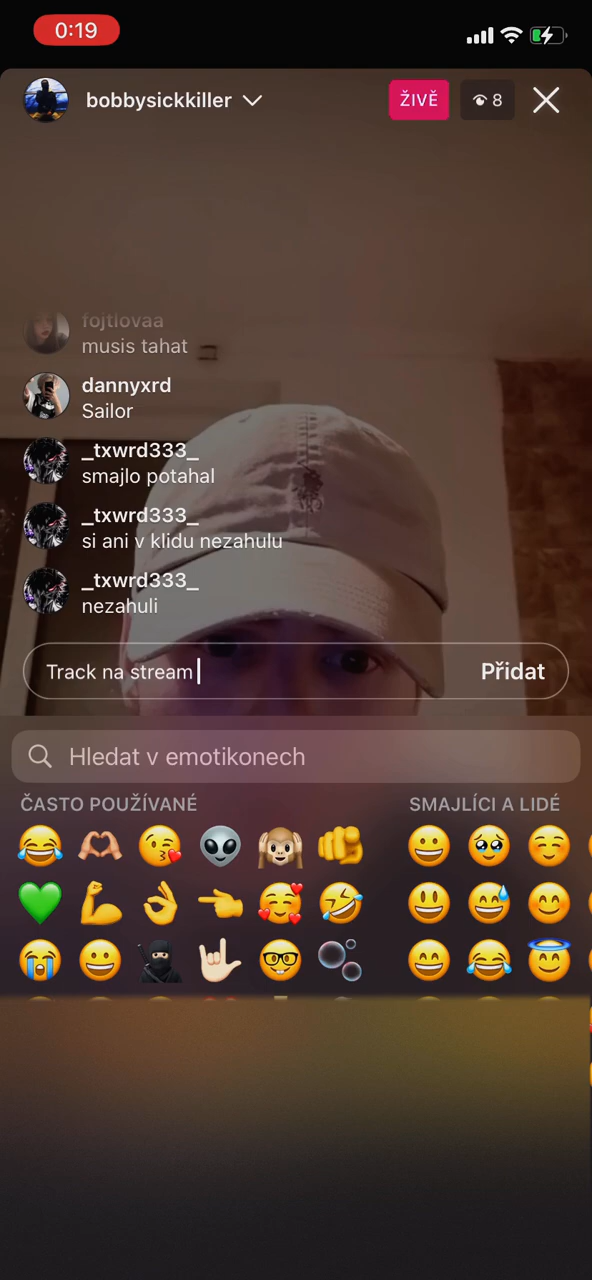 0:19
bobbysickkiller
ŽIVĚ
8
fojtlovaa
musis tahat
dannyxrd
Sailor
_txwrd333_
smajlo potahal
_txwrd333_
si ani v klidu nezahulu
_txwrd333_
nezahuli
Track na stream
Přidat
Hledat v emotikonech
ČASTO POUŽÍVANÉ
SMAJLÍCI A LIDÉ